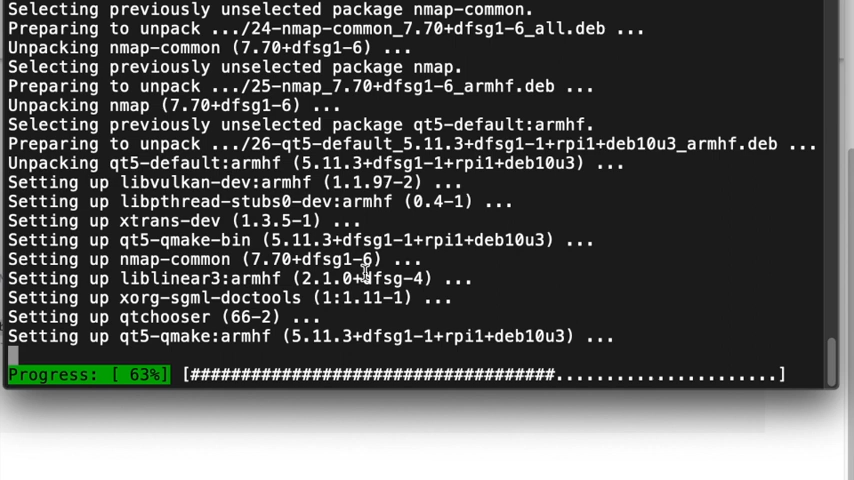 Selecting previously unselected package nmap-common.
Preparing to unpack .../24-nmap-common_7.70+dfsg1-6_all.deb ...
Unpacking nmap-common (7.70+dfsg1-6) ...
Selecting previously unselected package nmap.
Preparing to unpack .../25-nmap_7.70+dfsg1-6_armhf.deb ...
Unpacking nmap (7.70+dfsg1-6) ...
Selecting previously unselected package qt5-default:armhf.
Preparing to unpack .../26-qt5-default_5.11.3+dfsg1-1+rpi1+deb10u3_armhf.deb ...
Unpacking qt5-default:armhf (5.11.3+dfsg1-1+rpi1+deb10u3) ...
Setting up libvulkan-dev:armhf (1.1.97-2) ...
Setting up libpthread-stubs0-dev:armhf (0.4-1) ...
Setting up xtrans-dev (1.3.5-1) ...
Setting up qt5-qmake-bin (5.11.3+dfsg1-1+rpi1+deb10u3) ...
Setting up nmap-common (7.70+dfsg1-6) ...
Setting up liblinear3:armhf (2.1.0+dfsg-4) ...
Setting up xorg-sgml-doctools (1:1.11-1) ...
Setting up qtchooser (66-2) ...
Setting up qt5-qmake:armhf (5.11.3+dfsg1-1+rpi1+deb10u3) ...
Progress: [ 63%] [####################################......................]